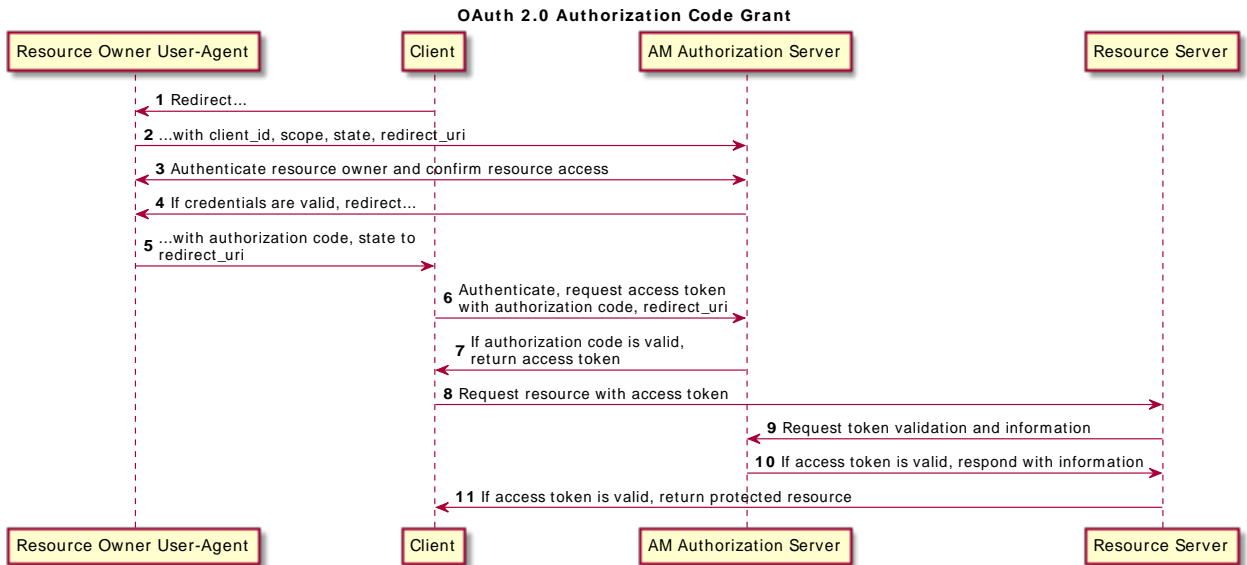 OAuth 2.0 Authorization Code Grant
Resource Owner User-Agent
Client
AM Authorization Server
Resource Server
1 Redirect...
2 ...with client_id, scope, state, redirect_uri
3 Authenticate resource owner and confirm resource access
4 If credentials are valid, redirect...
5 ...with authorization code, state to
redirect_uri
6 Authenticate, request access token
with authorization code, redirect_uri
7 If authorization code is valid,
return access token
8 Request resource with access token
9 Request token validation and information
10 If access token is valid, respond with information
11 If access token is valid, return protected resource
Resource Owner User-Agent
Client
AM Authorization Server
Resource Server